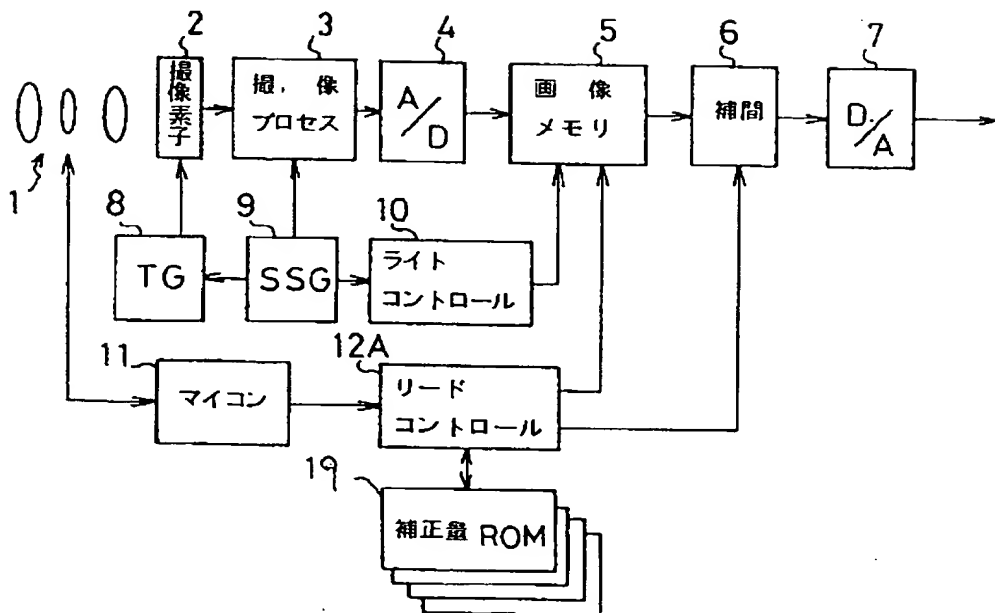 2
3
4
5
6
7
撮像素子
撮, 像
プロセス
A/D
画像
メモリ
補間
D/A
1
8
9
10
TG
SSG
ライト
コントロール
11
12A
マイコン
リード
コントロール
19
補正量 ROM